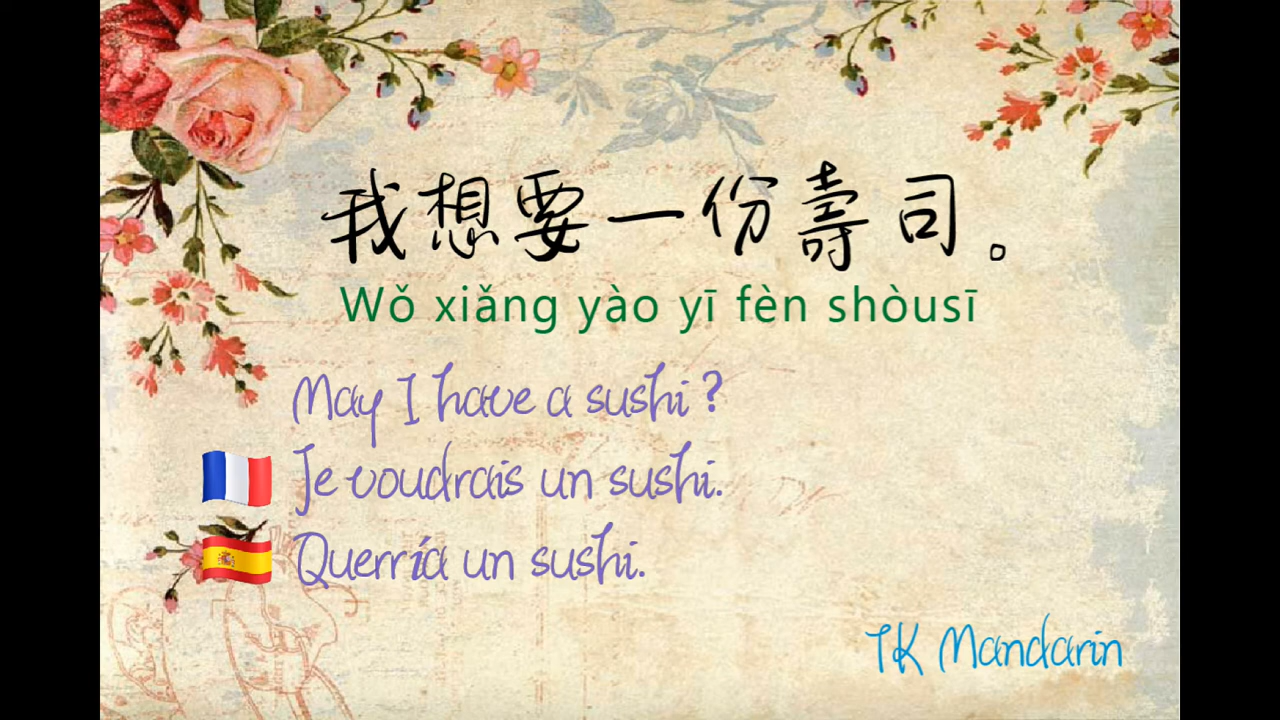 我想要一份壽司。
Wǒ xiǎng yào yī fèn shòusī
May I have a sushi?
Je voudrais un sushi.
Querría un sushi.
TK Mandarin